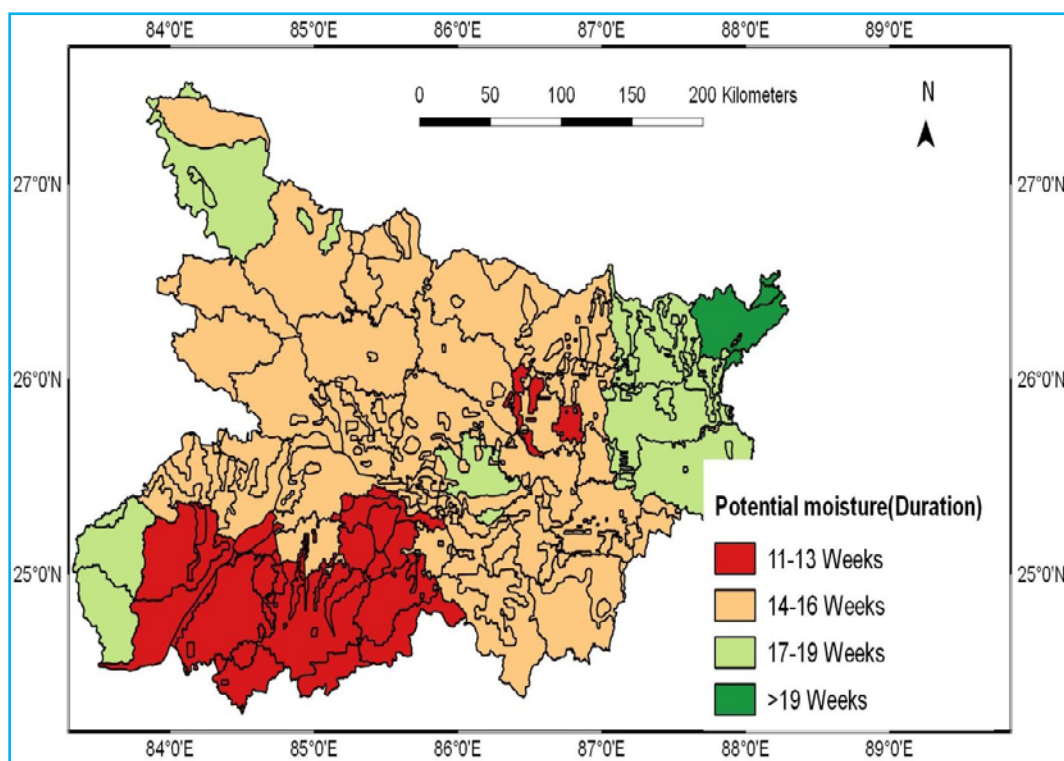 84°0'E 85°0'E 86°0'E 87°0'E 88°0'E 89°0'E
0 50 100 150 200 Kilometers
N
27°0'N 27°0'N
26°0'N 26°0'N
Potential moisture(Duration)
11-13 Weeks
25°0'N 25°0'N
14-16 Weeks
17-19 Weeks
>19 Weeks
84°0'E 85°0'E 86°0'E 87°0'E 88°0'E 89°0'E